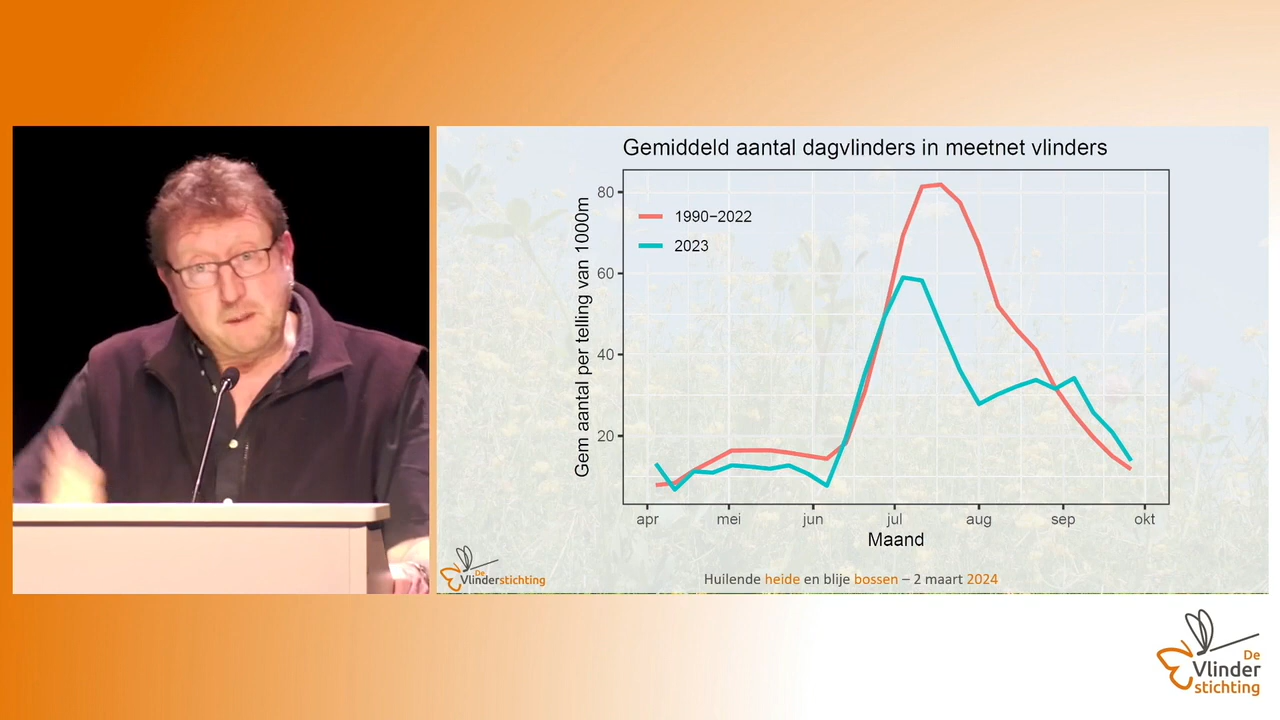 Gemiddeld aantal dagvlinders in meetnet vlinders
Gem aantal per telling van 1000m
80
60
40
20
1990−2022
2023
apr
mei
jun
jul
aug
sep
okt
Maand
De
Vlinderstichting
Huilende heide en blije bossen – 2 maart 2024
De
Vlinder
stichting